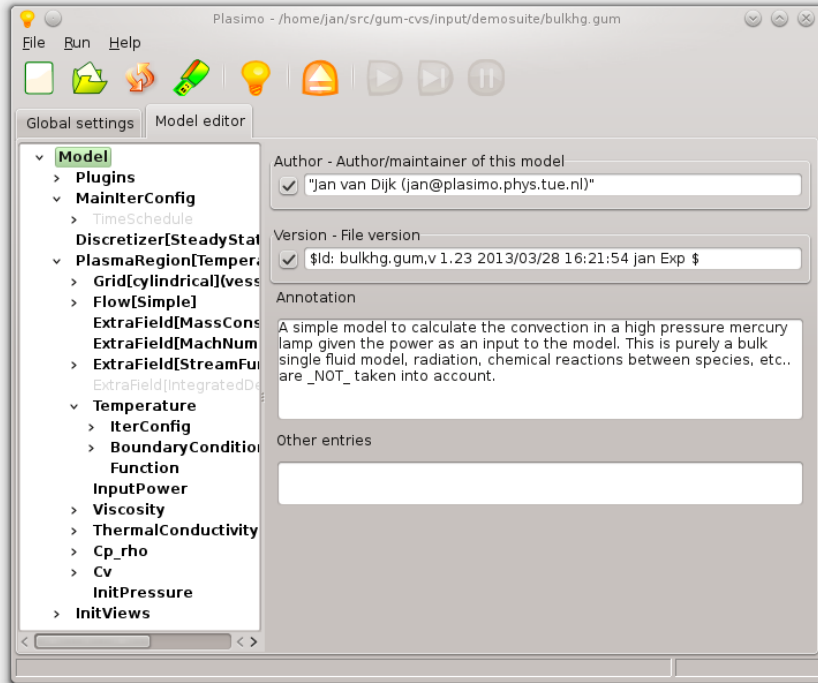 Plasimo - /home/jan/src/gum-cvs/input/demosuite/bulkhg.gum
File Run Help
Global settings Model editor
Model
Plugins
MainIterConfig
TimeSchedule
Discretizer[SteadyStat
PlasmaRegion[Tempera
Grid[cylindrical](vess
Flow[Simple]
ExtraField[MassCons
ExtraField[MachNum
ExtraField[StreamFu
ExtraField[IntegratedDe
Temperature
IterConfig
BoundaryCondition
Function
InputPower
Viscosity
ThermalConductivity
Cp_rho
Cv
InitPressure
InitViews
Author - Author/maintainer of this model
"Jan van Dijk (jan@plasimo.phys.tue.nl)"
Version - File version
$Id: bulkhg.gum,v 1.23 2013/03/28 16:21:54 jan Exp $
Annotation
A simple model to calculate the convection in a high pressure mercury
lamp given the power as an input to the model. This is purely a bulk
single fluid model, radiation, chemical reactions between species, etc..
are _NOT_ taken into account.
Other entries